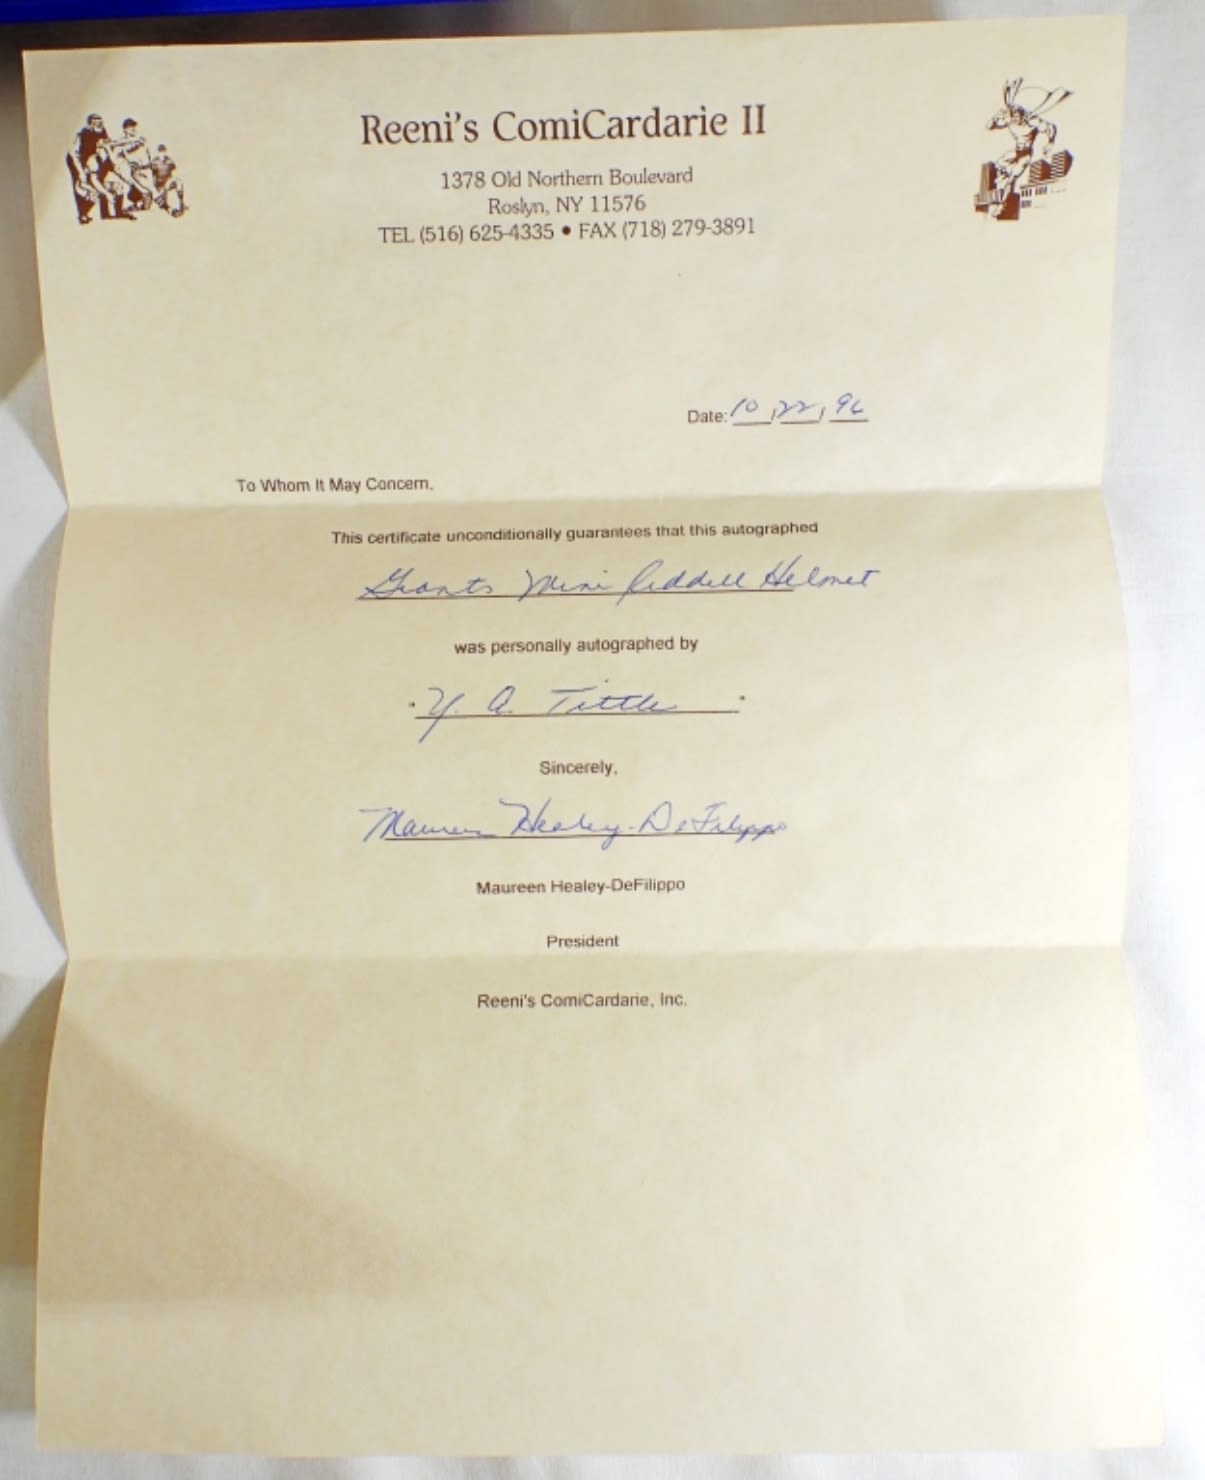 Reeni's ComiCardarie II
1378 Old Northern Boulevard
Roslyn, NY 11576
TEL (516) 625-4335 • FAX (718) 279-3891
Date: 10, 22, 96
To Whom It May Concern,
This certificate unconditionally guarantees that this autographed
Giants Mini Riddell Helmet
was personally autographed by
Y. A. Tittle
Sincerely,
Maureen Healey-DeFilippo
Maureen Healey-DeFilippo
President
Reeni's ComiCardarie, Inc.